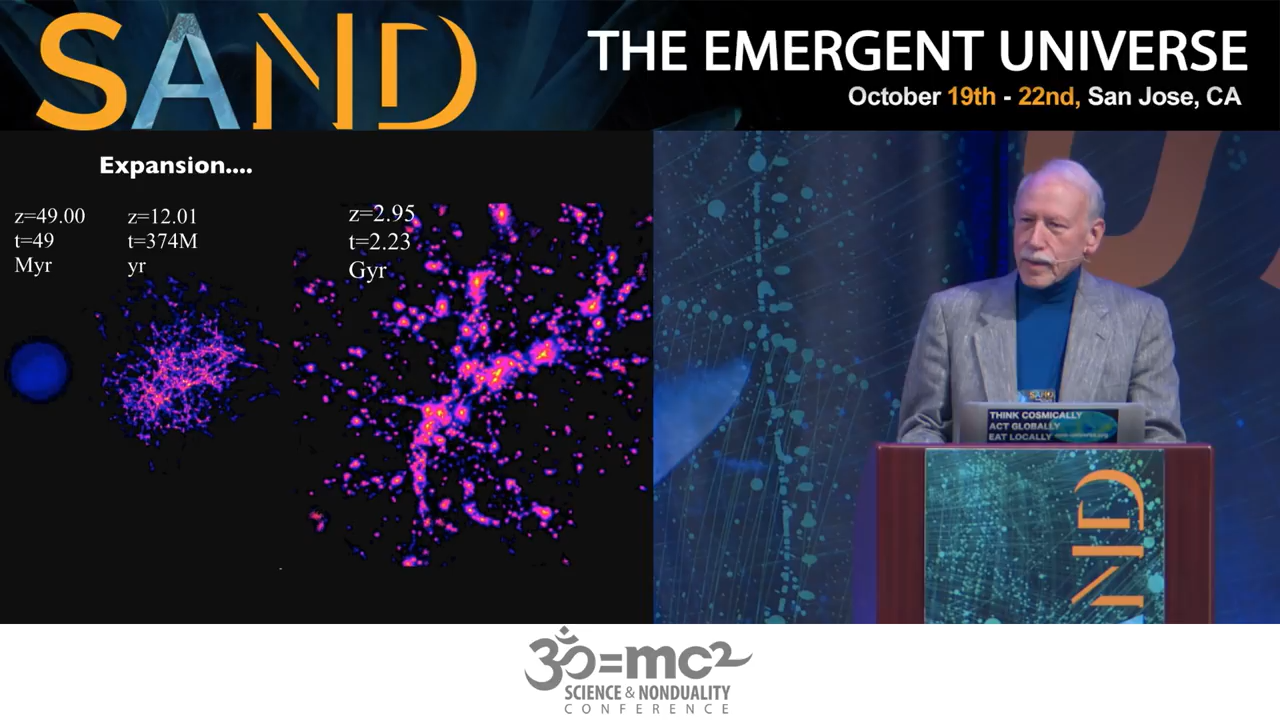 SAND
THE EMERGENT UNIVERSE
October 19th - 22nd, San Jose, CA
Expansion....
z=49.00
t=49
Myr
z=12.01
t=374M
yr
z=2.95
t=2.23
Gyr
SAND
THINK COSMICALLY
ACT GLOBALLY
EAT LOCALLY
ND
ॐ=mc2
SCIENCE & NONDUALITY
CONFERENCE